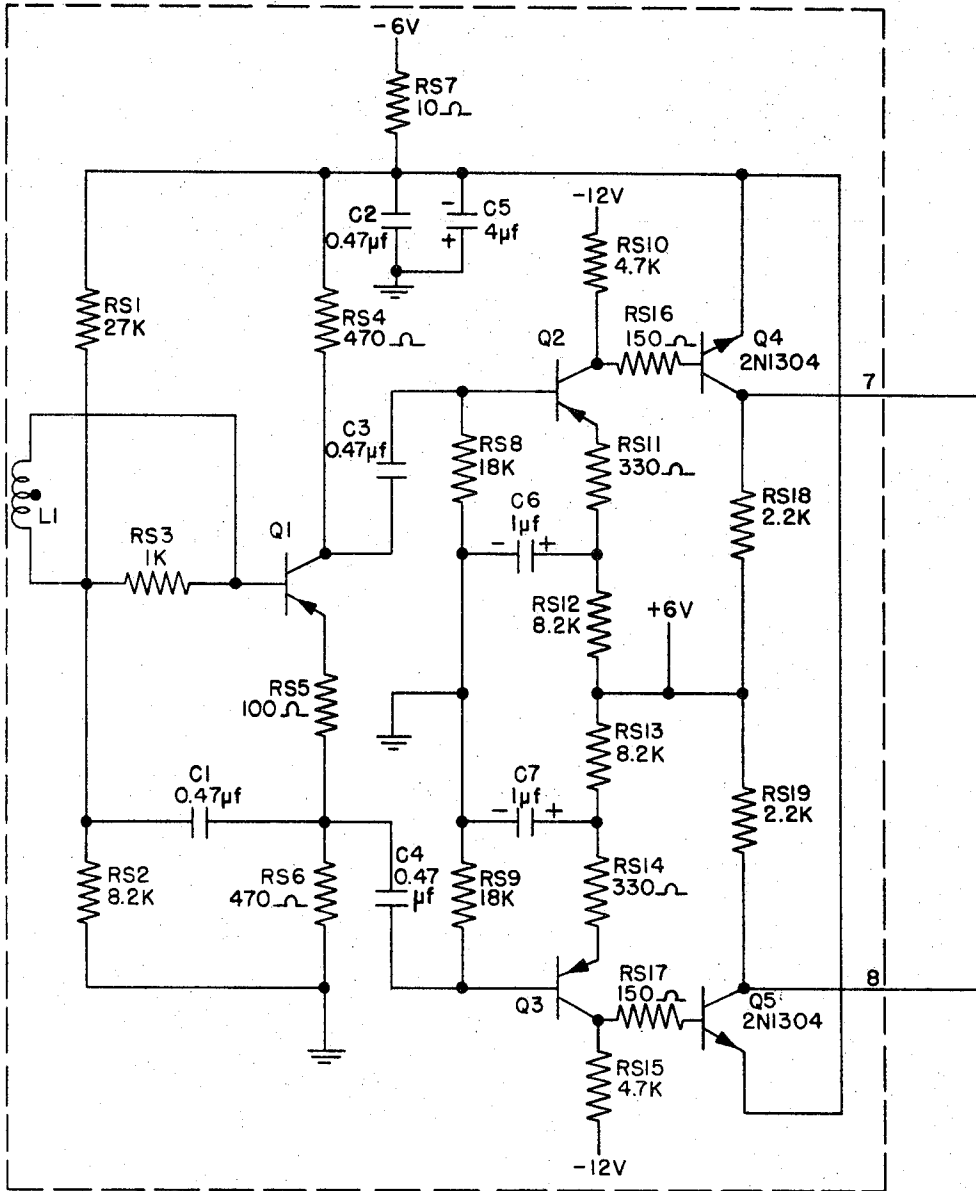 -6V
RS7
10Ω
-12V
C2
0.47µf
-
+
C5
4µf
RS10
4.7K
RS1
27K
RS4
470Ω
RS16
150Ω
Q2
Q4
2N1304
7
C3
0.47µf
RS8
18K
RS11
330Ω
L1
RS3
1K
Q1
C6
1µf
- +
RS18
2.2K
RS12
8.2K
+6V
RS5
100Ω
RS13
8.2K
C1
0.47µf
C7
1µf
- +
RS19
2.2K
RS2
8.2K
RS6
470Ω
C4
0.47
µf
RS9
18K
RS14
330Ω
Q3
RS17
150Ω
Q5
2N1304
8
RS15
4.7K
-12V